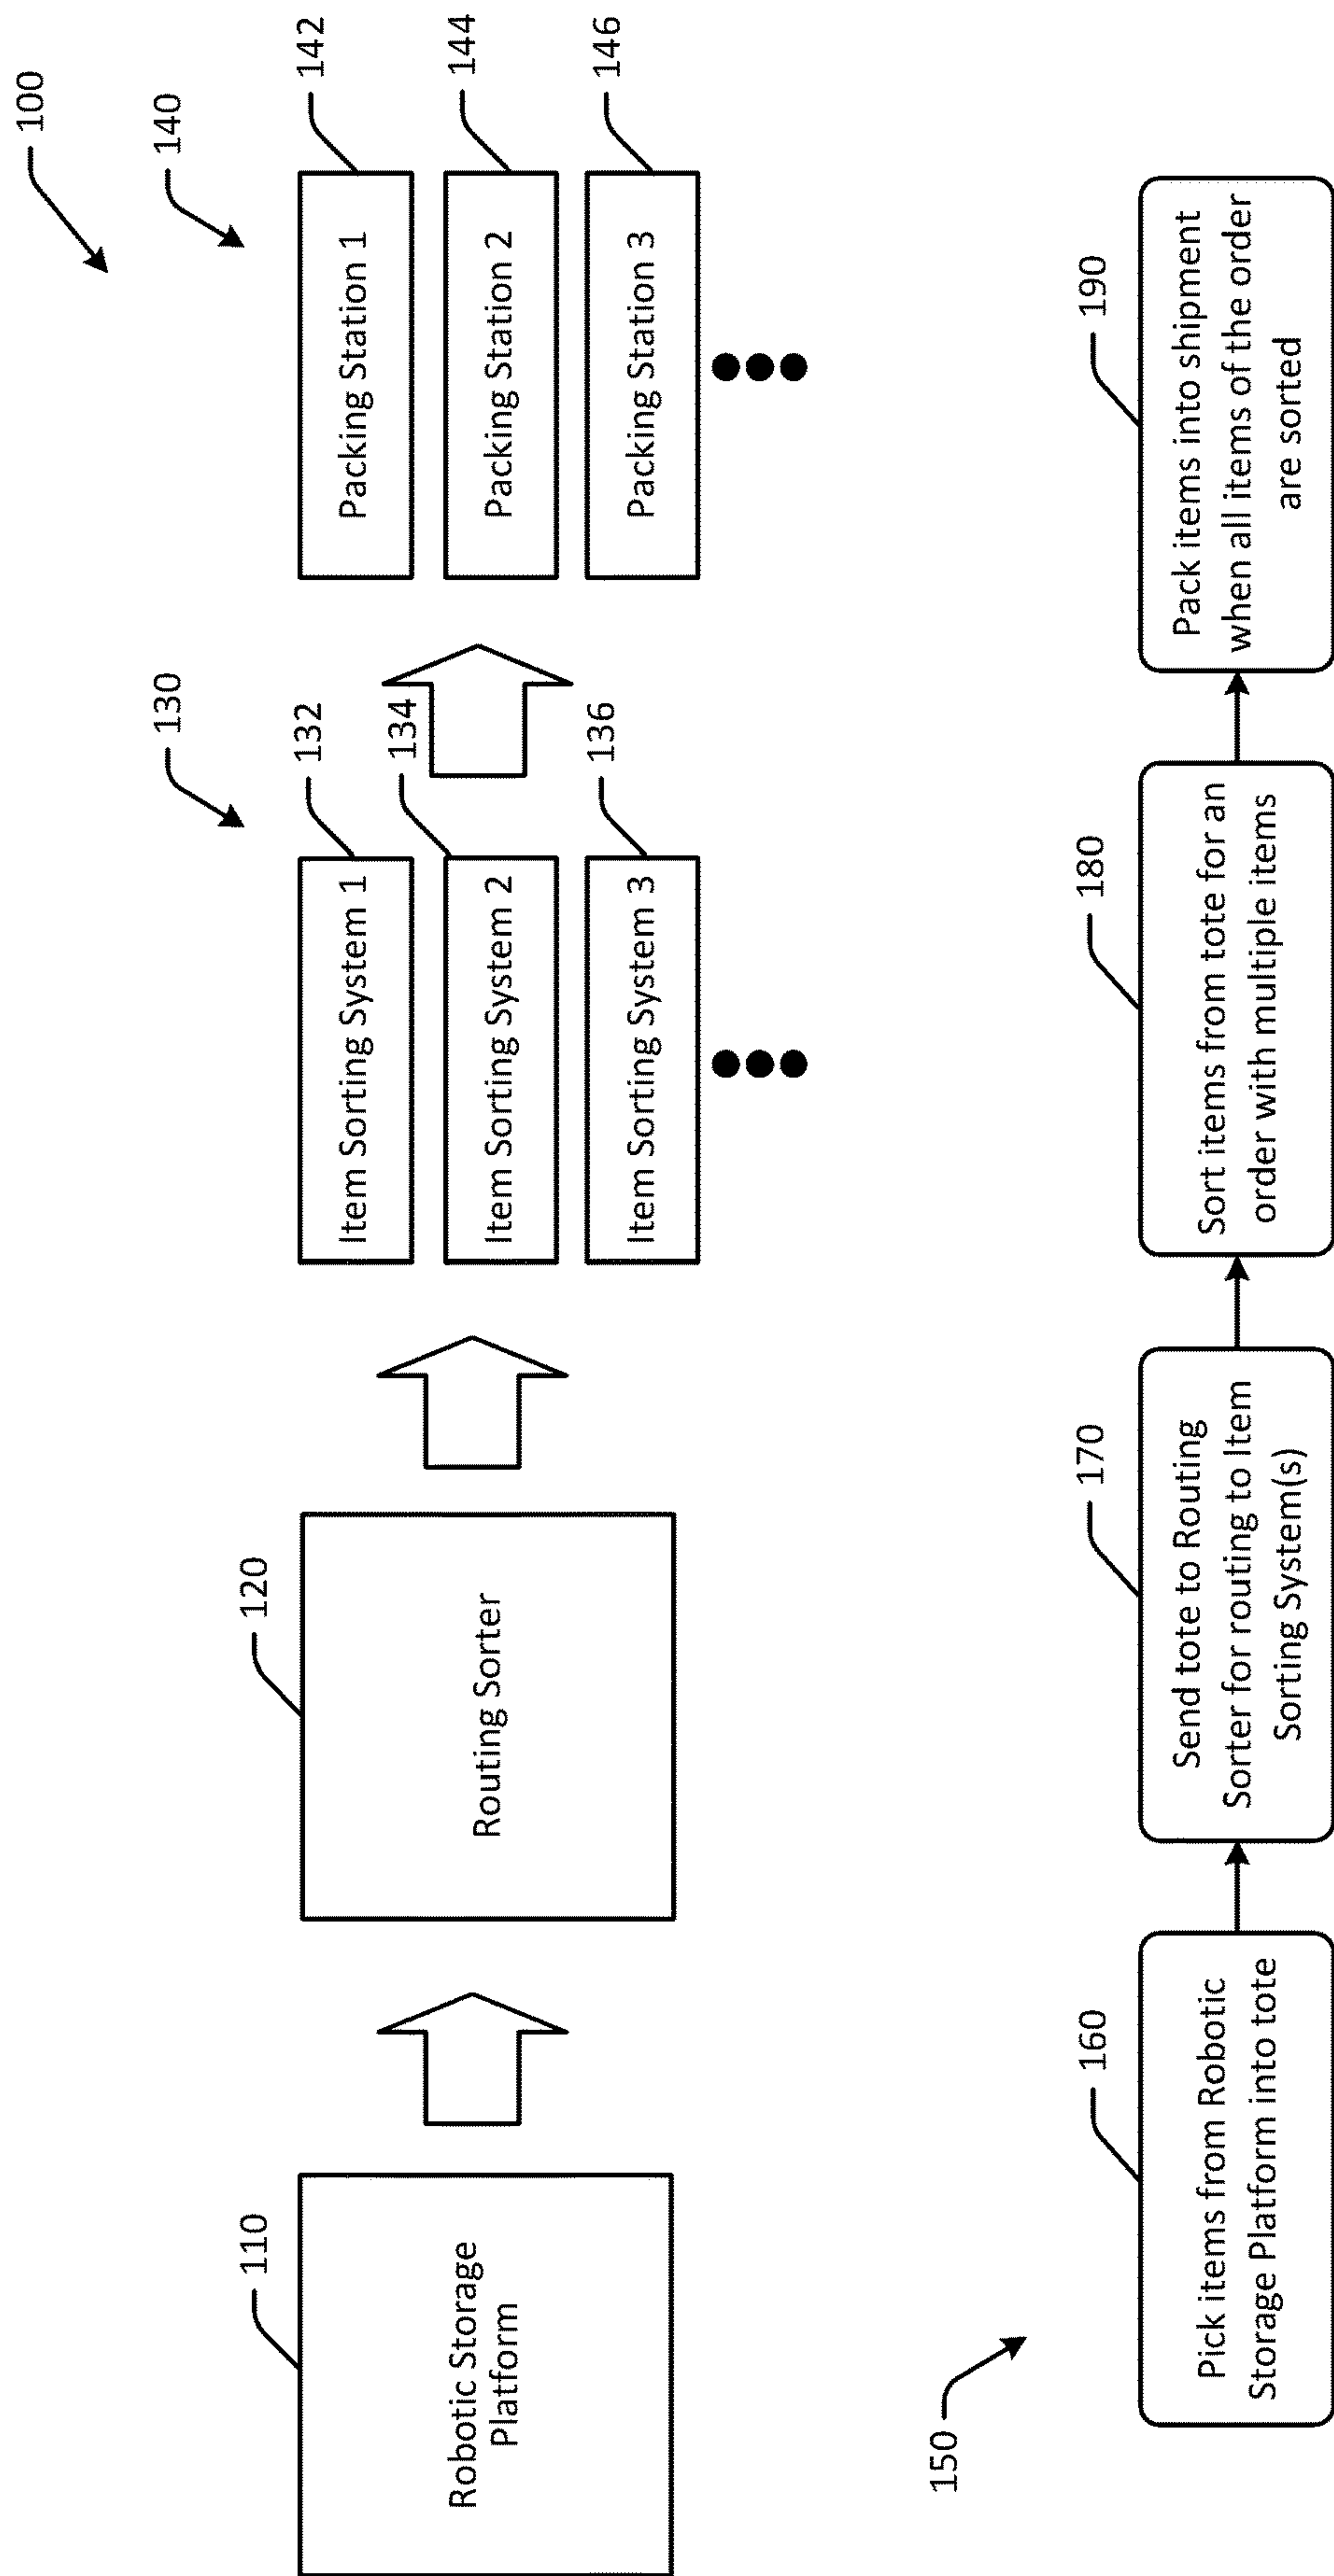 100
110
Robotic Storage
Platform
120
Routing Sorter
130
132
Item Sorting System 1
134
Item Sorting System 2
136
Item Sorting System 3
140
142
Packing Station 1
144
Packing Station 2
146
Packing Station 3
150
160
Pick items from Robotic
Storage Platform into tote
170
Send tote to Routing
Sorter for routing to Item
Sorting System(s)
180
Sort items from tote for an
order with multiple items
190
Pack items into shipment
when all items of the order
are sorted